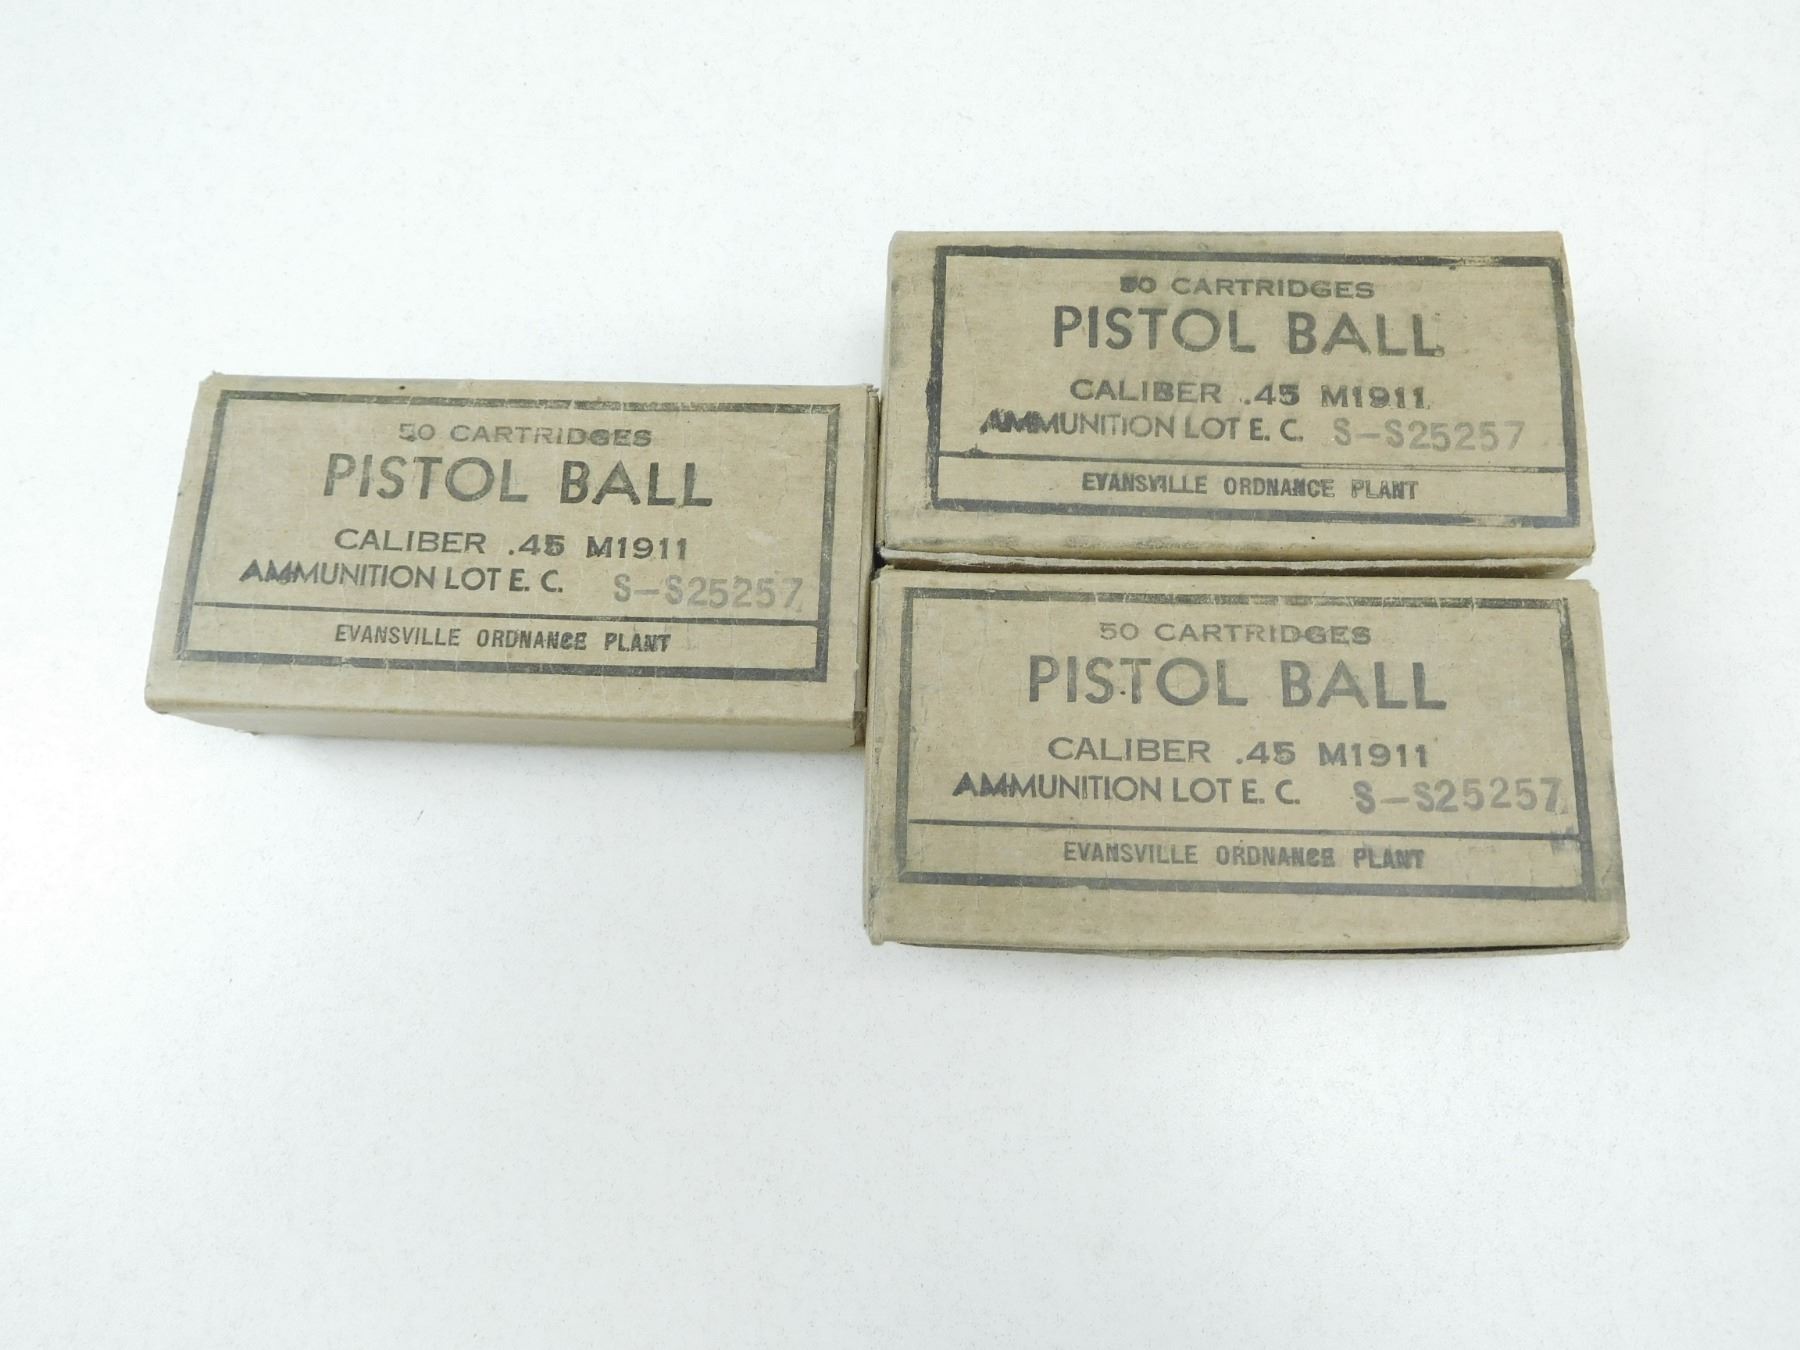 50 CARTRIDGES
PISTOL BALL
CALIBER .45 M1911
AMMUNITION LOT E. C. S-S25257
EVANSVILLE ORDNANCE PLANT
50 CARTRIDGES
PISTOL BALL
CALIBER .45 M1911
AMMUNITION LOT E. C. S-S25257
EVANSVILLE ORDNANCE PLANT
50 CARTRIDGES
PISTOL BALL
CALIBER .45 M1911
AMMUNITION LOT E. C. S-S25257
EVANSVILLE ORDNANCE PLANT